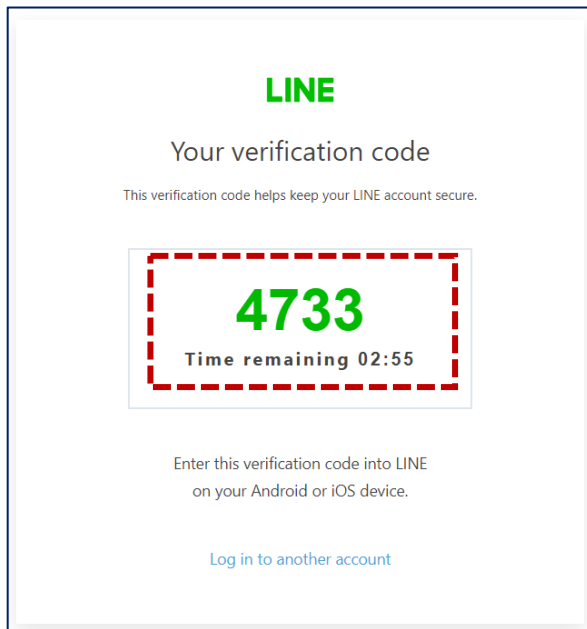 LINE
Your verification code
This verification code helps keep your LINE account secure.
4733
Time remaining 02:55
Enter this verification code into LINE
on your Android or iOS device.
Log in to another account